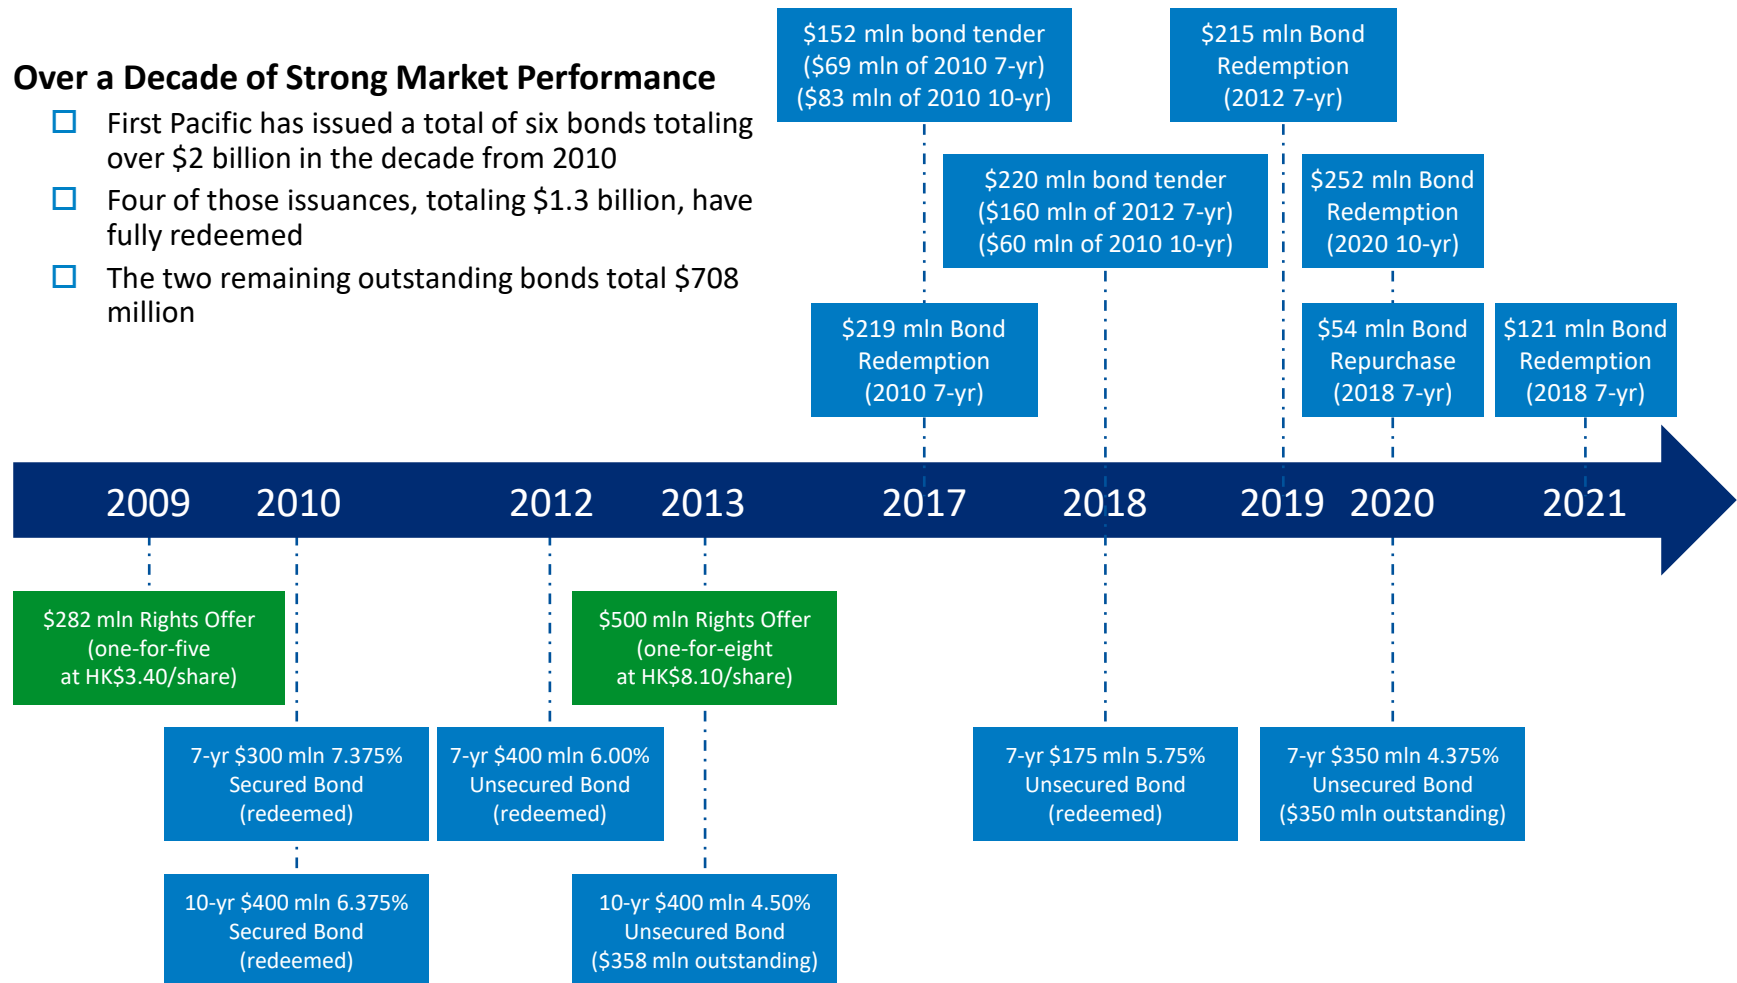 Over a Decade of Strong Market Performance
First Pacific has issued a total of six bonds totaling
over $2 billion in the decade from 2010
Four of those issuances, totaling $1.3 billion, have
fully redeemed
The two remaining outstanding bonds total $708
million
$152 mln bond tender
($69 mln of 2010 7-yr)
($83 mln of 2010 10-yr)
$215 mln Bond
Redemption
(2012 7-yr)
$220 mln bond tender
($160 mln of 2012 7-yr)
($60 mln of 2010 10-yr)
$252 mln Bond
Redemption
(2020 10-yr)
$219 mln Bond
Redemption
(2010 7-yr)
$54 mln Bond
Repurchase
(2018 7-yr)
$121 mln Bond
Redemption
(2018 7-yr)
2009 2010 2012 2013 2017 2018 2019 2020 2021
$282 mln Rights Offer
(one-for-five
at HK$3.40/share)
$500 mln Rights Offer
(one-for-eight
at HK$8.10/share)
7-yr $300 mln 7.375%
Secured Bond
(redeemed)
7-yr $400 mln 6.00%
Unsecured Bond
(redeemed)
7-yr $175 mln 5.75%
Unsecured Bond
(redeemed)
7-yr $350 mln 4.375%
Unsecured Bond
($350 mln outstanding)
10-yr $400 mln 6.375%
Secured Bond
(redeemed)
10-yr $400 mln 4.50%
Unsecured Bond
($358 mln outstanding)